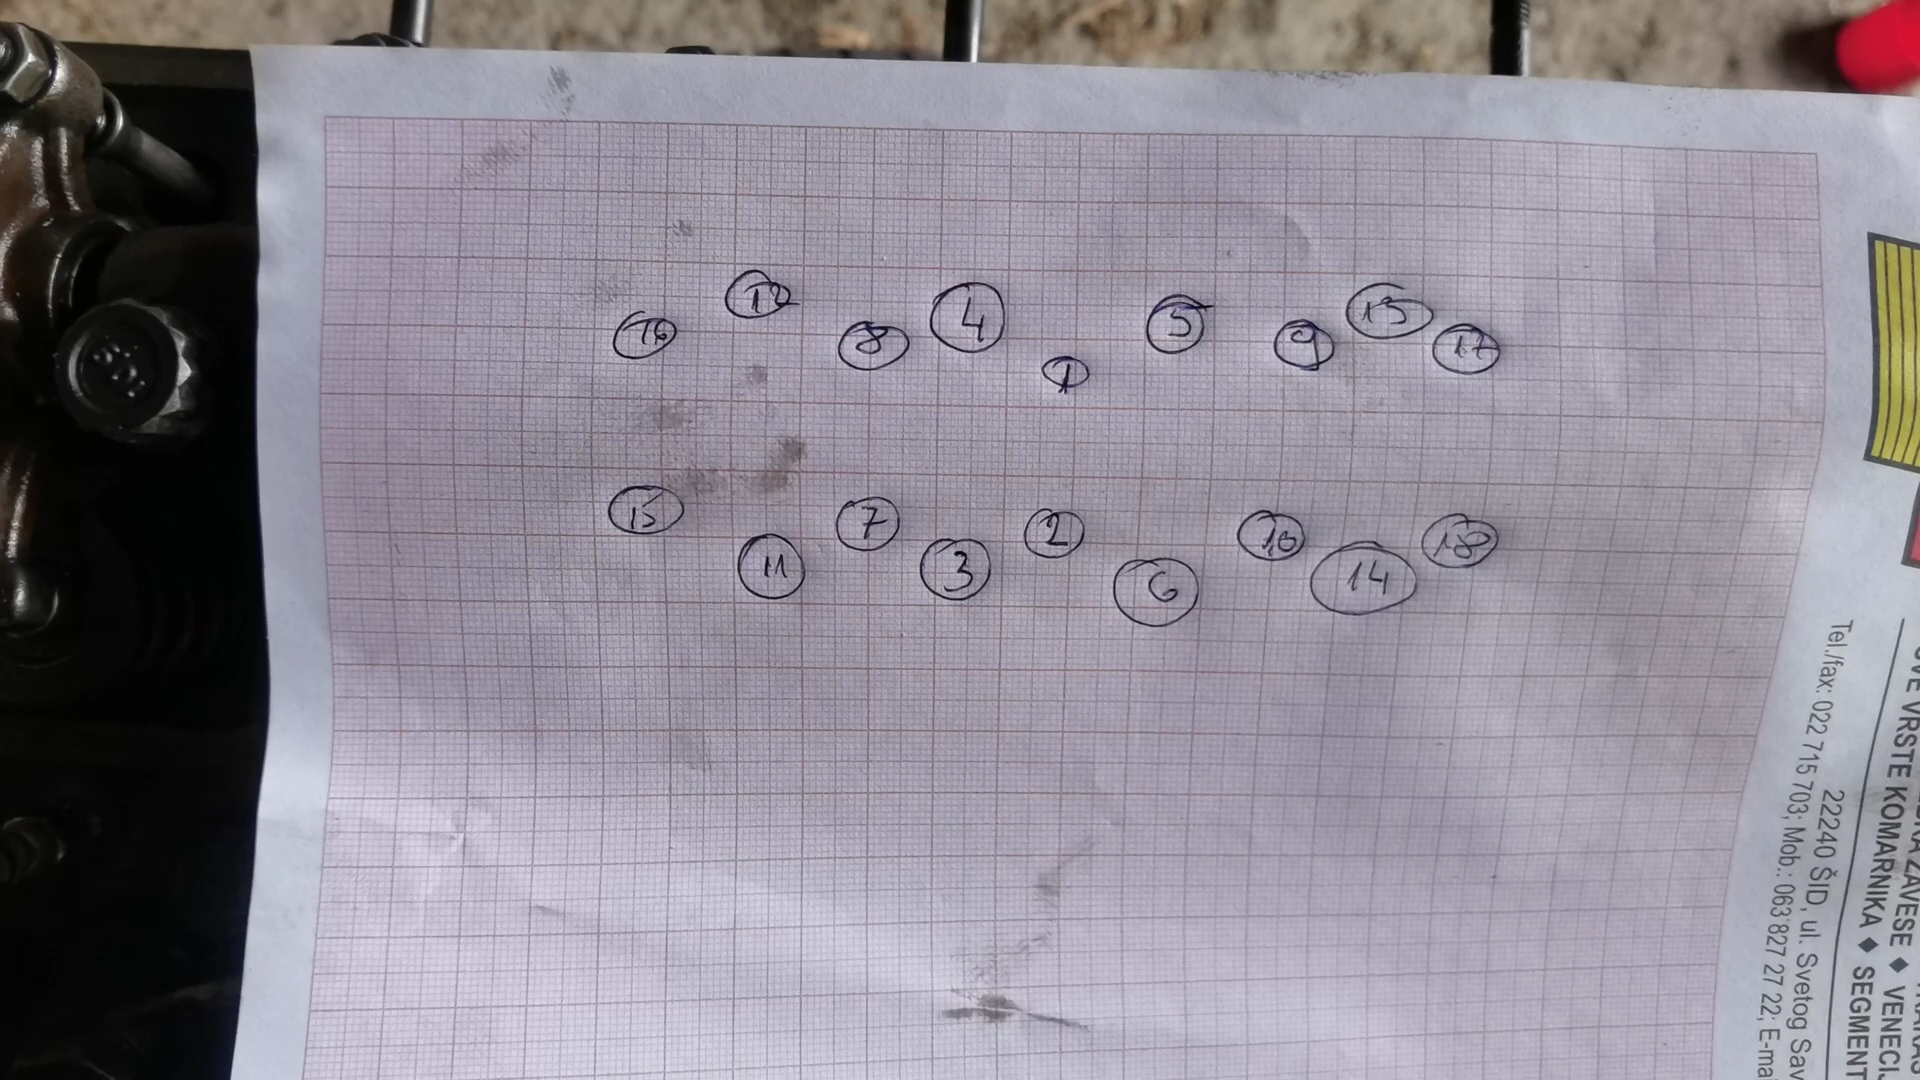 16 12 8 4 1 5 9 13 17
15 11 7 3 2 6 10 14 18
22240 ŠID, ul. Svetog Sav
Tel./fax: 022 715 703; Mob.: 063 827 27 22; E-ma
SVE VRSTE KOMARNIKA ◆ SEGMENT
ZAVESE ◆ VENECI